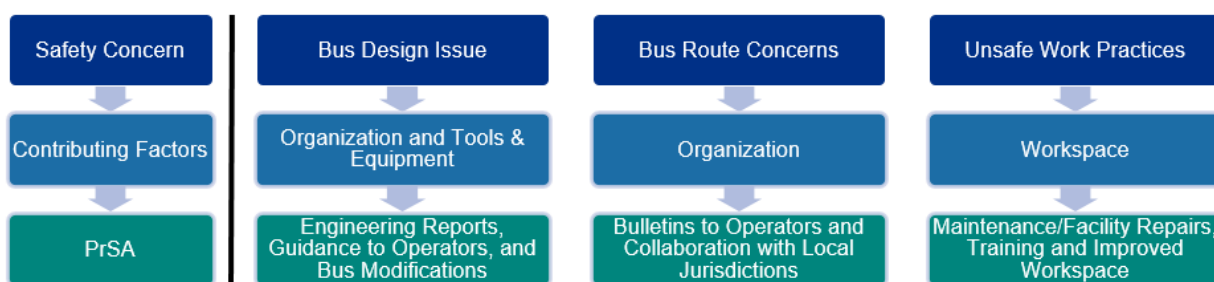 Safety Concern
Bus Design Issue
Bus Route Concerns
Unsafe Work Practices
Contributing Factors
Organization and Tools &
Equipment
Organization
Workspace
PrSA
Engineering Reports,
Guidance to Operators, and
Bus Modifications
Bulletins to Operators and
Collaboration with Local
Jurisdictions
Maintenance/Facility Repairs,
Training and Improved
Workspace